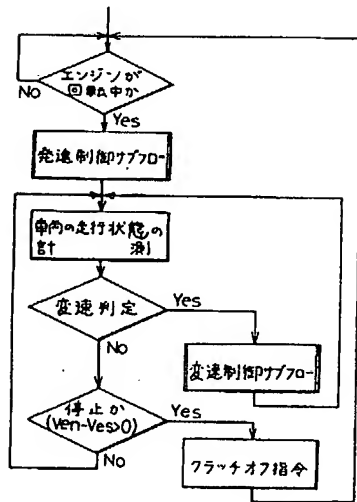 エンジンが
回転中か
No
Yes
発進制御サブフロー
車両の走行状態の
計 測
変速判定
Yes
No
変速制御サブフロー
停止か
(Ven-Ves>0)
Yes
No
クラッチオフ指令